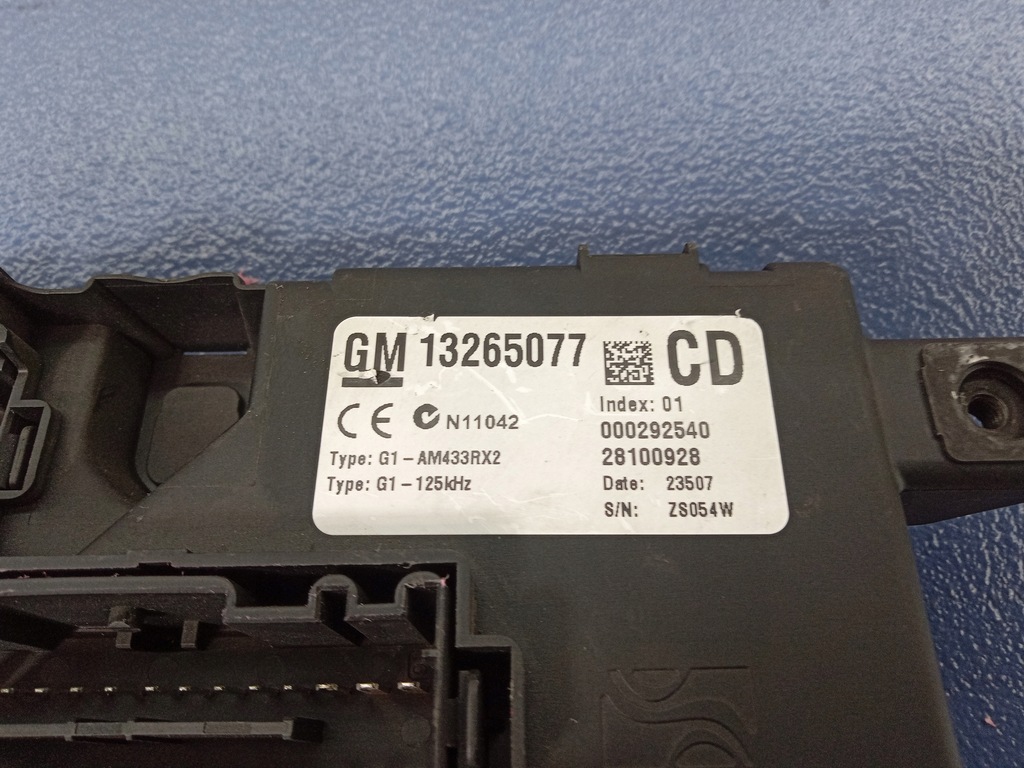 GM 13265077 CD
CE N11042
Type: G1-AM433RX2
Type: G1-125kHz
Index: 01
000292540
28100928
Date: 23507
S/N: ZS054W